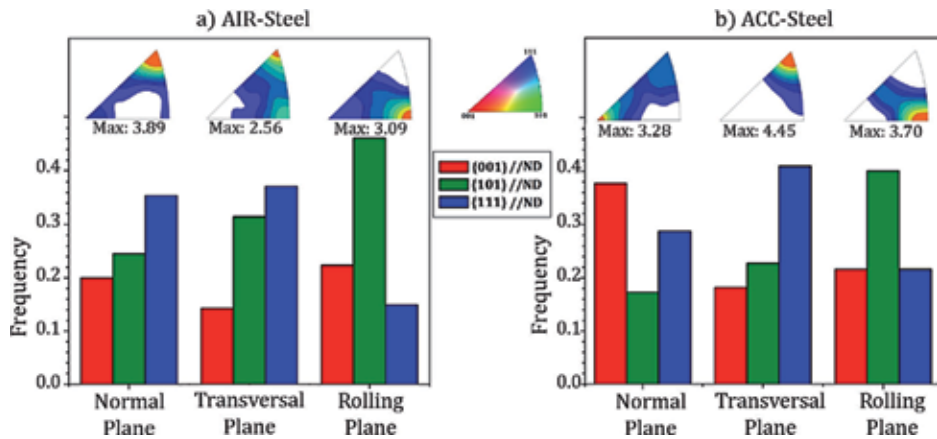 a) AIR-Steel
b) ACC-Steel
Max: 3.89
Max: 2.56
Max: 3.09
111
001
Max: 3.28
Max: 4.45
Max: 3.70
{001}//ND
{101}//ND
{111}//ND
Frequency
0.4
0.3
0.2
0.1
0.0
Normal
Plane
Transversal
Plane
Rolling
Plane
Frequency
0.4
0.3
0.2
0.1
0.0
Normal
Plane
Transversal
Plane
Rolling
Plane